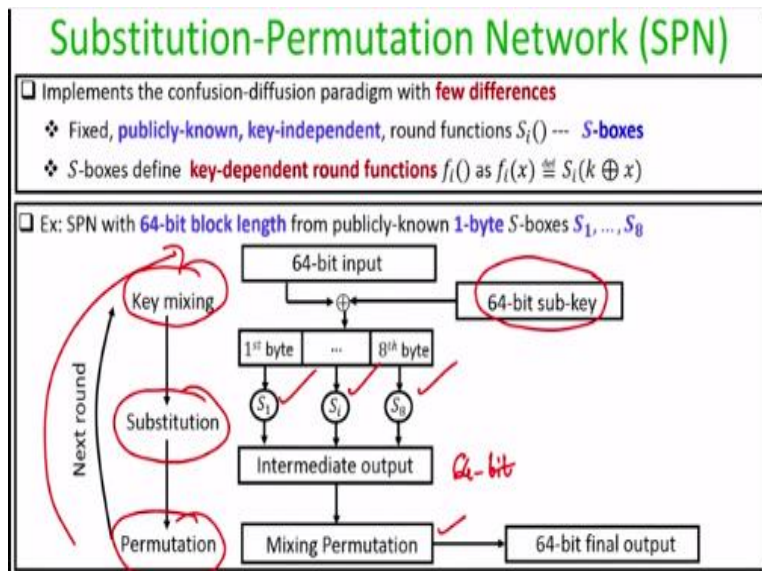 Substitution-Permutation Network (SPN)
❑ Implements the confusion-diffusion paradigm with few differences
❖ Fixed, publicly-known, key-independent, round functions Sᵢ() --- S-boxes
❖ S-boxes define key-dependent round functions fᵢ() as fᵢ(x) ≝ Sᵢ(k ⊕ x)
❑ Ex: SPN with 64-bit block length from publicly-known 1-byte S-boxes S₁, ..., S₈
Next round
Key mixing
Substitution
Permutation
64-bit input
⊕
64-bit sub-key
1ˢᵗ byte ... 8ᵗʰ byte
S₁ Sᵢ S₈
Intermediate output
64-bit
Mixing Permutation
64-bit final output